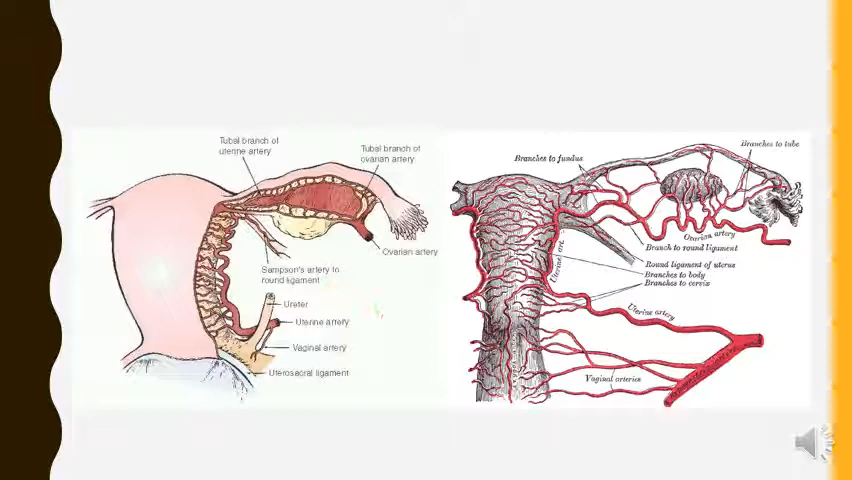 Tubal branch of
uterine artery
Tubal branch of
ovarian artery
Ovarian artery
Sampson's artery to
round ligament
Ureter
Uterine artery
Vaginal artery
Uterosacral ligament
Branches to tube
Branches to fundus
Ovarian artery
Branch to round ligament
Uterine art.
Round ligament of uterus
Branches to body
Branches to cervix
Uterine artery
Vaginal arteries